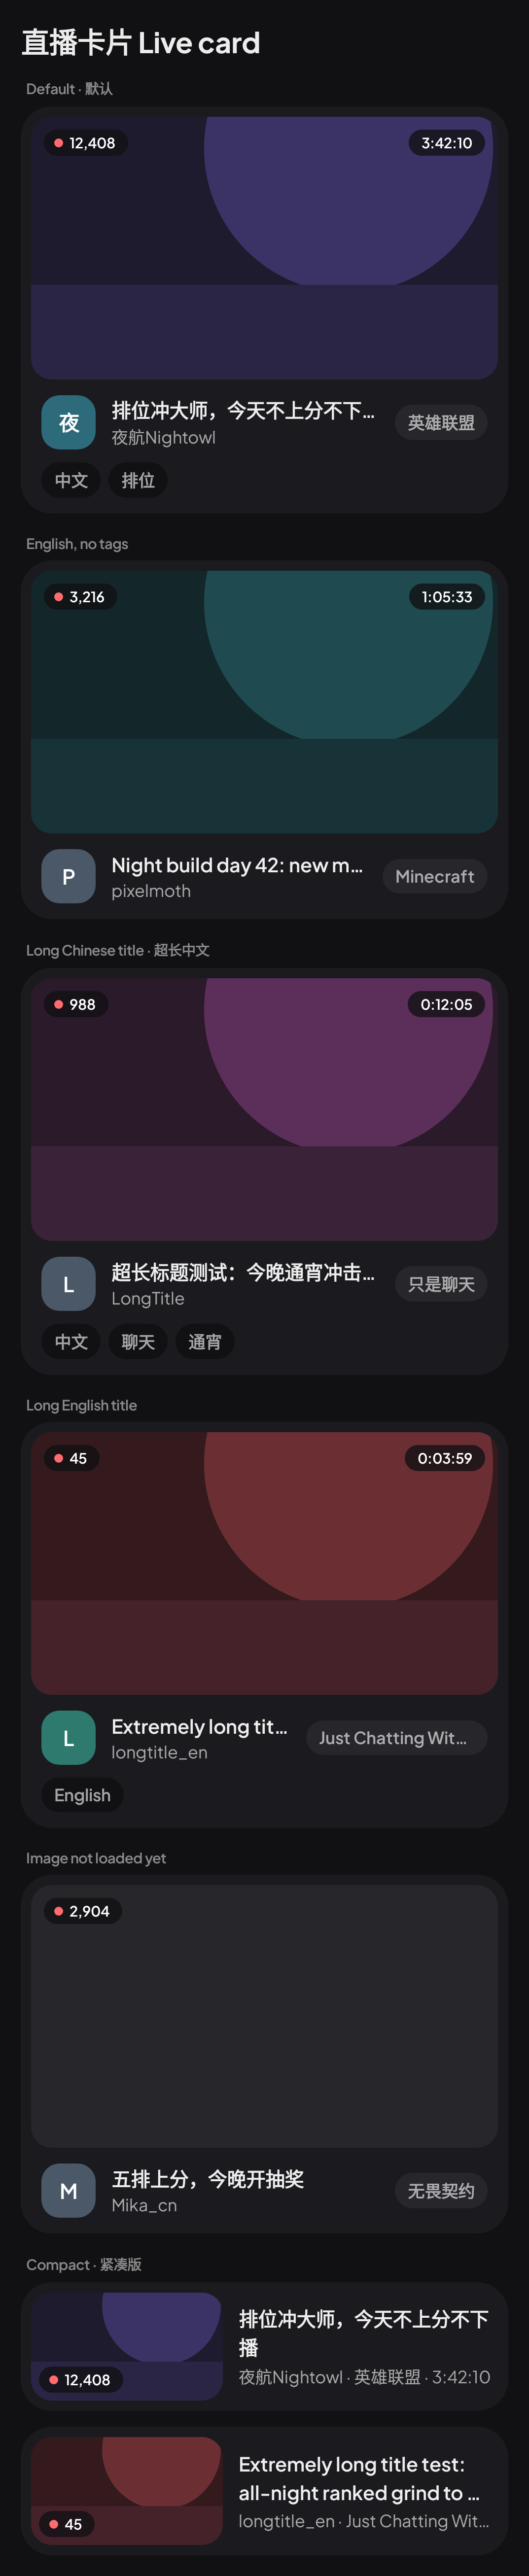 直播卡片 Live card
Default · 默认
12,408
3:42:10
夜
排位冲大师，今天不上分不下...
英雄联盟
夜航Nightowl
中文
排位
English, no tags
3,216
1:05:33
P
Night build day 42: new m...
Minecraft
pixelmoth
Long Chinese title · 超长中文
988
0:12:05
L
超长标题测试：今晚通宵冲击...
只是聊天
LongTitle
中文
聊天
通宵
Long English title
45
0:03:59
L
Extremely long tit...
Just Chatting Wit...
longtitle_en
English
Image not loaded yet
2,904
M
五排上分，今晚开抽奖
无畏契约
Mika_cn
Compact · 紧凑版
12,408
排位冲大师，今天不上分不下
播
夜航Nightowl · 英雄联盟 · 3:42:10
45
Extremely long title test:
all-night ranked grind to ...
longtitle_en · Just Chatting Wit...